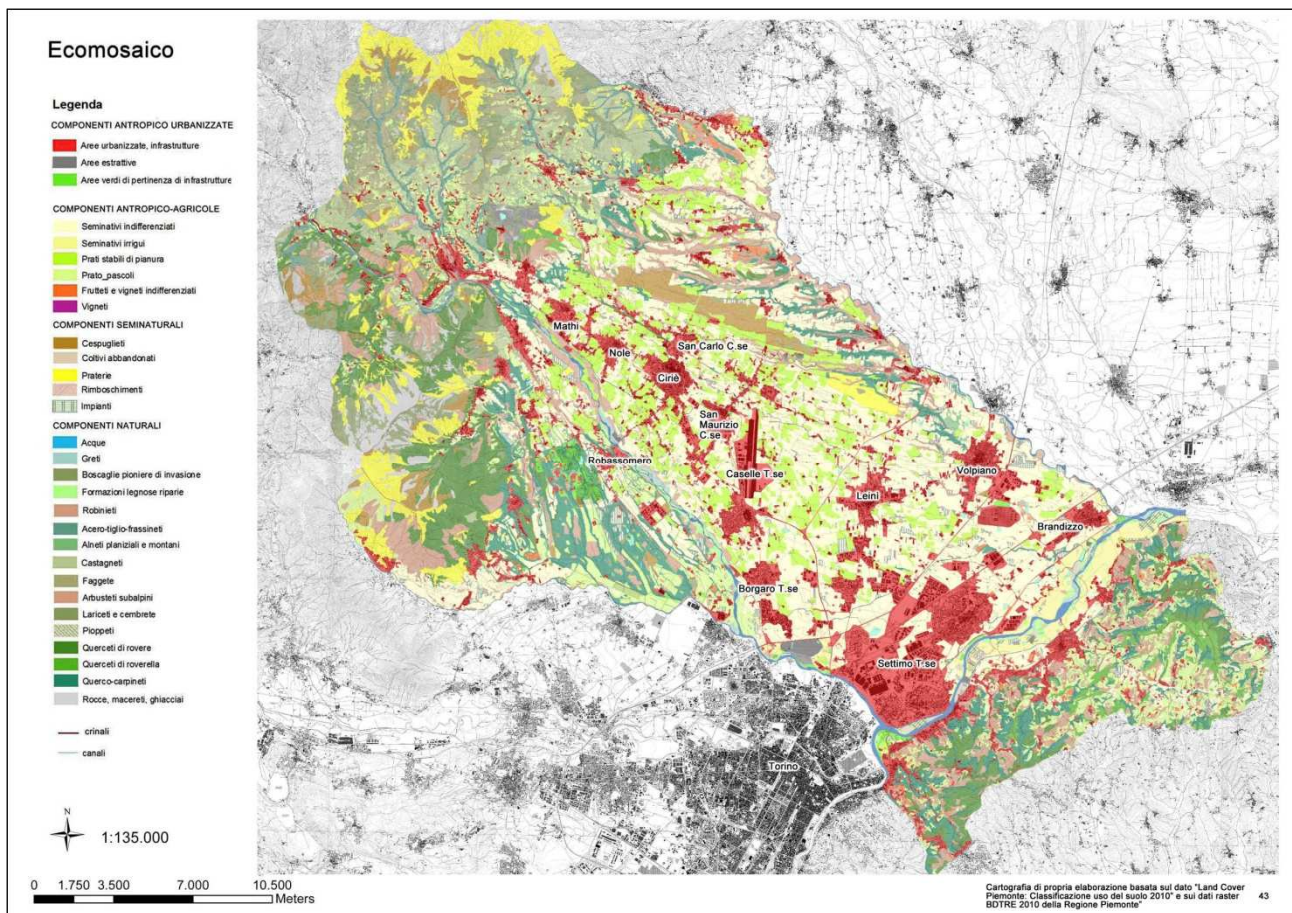 Ecomosaico
Legenda
COMPONENTI ANTROPICO URBANIZZATE
Aree urbanizzate, infrastrutture
Aree estrattive
Aree verdi di pertinenza di infrastrutture
COMPONENTI ANTROPICO-AGRICOLE
Seminativi indifferenziati
Seminativi irrigui
Prati stabili di pianura
Prato_pascoli
Frutteti e vigneti indifferenziati
Vigneti
COMPONENTI SEMINATURALI
Cespuglieti
Coltivi abbandonati
Praterie
Rimboschimenti
Impianti
COMPONENTI NATURALI
Acque
Greti
Boscaglie pioniere di invasione
Formazioni legnose riparie
Robinieti
Acero-tiglio-frassineti
Alneti planiziali e montani
Castagneti
Faggete
Arbusteti subalpini
Lariceti e cembrete
Pioppeti
Querceti di rovere
Querceti di roverella
Querco-carpineti
Rocce, macereti, ghiacciai
crinali
canali
N
1:135.000
0 1.750 3.500 7.000 10.500
Meters
Mathi
Nole
San Carlo C.se
Ciriè
San
Maurizio
C.se
Robassomero
Caselle T.se
Leinì
Volpiano
Brandizzo
Borgaro T.se
Settimo T.se
Torino
Cartografia di propria elaborazione basata sul dato "Land Cover
Piemonte: Classificazione uso del suolo 2010" e sui dati raster
BDTRE 2010 della Regione Piemonte"
43